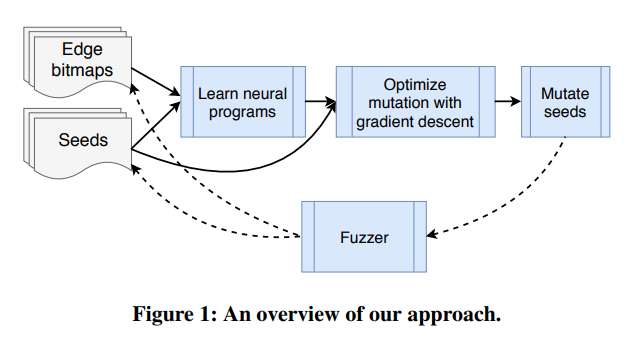 Edge
bitmaps
Seeds
Learn neural
programs
Optimize
mutation with
gradient descent
Mutate
seeds
Fuzzer
Figure 1: An overview of our approach.